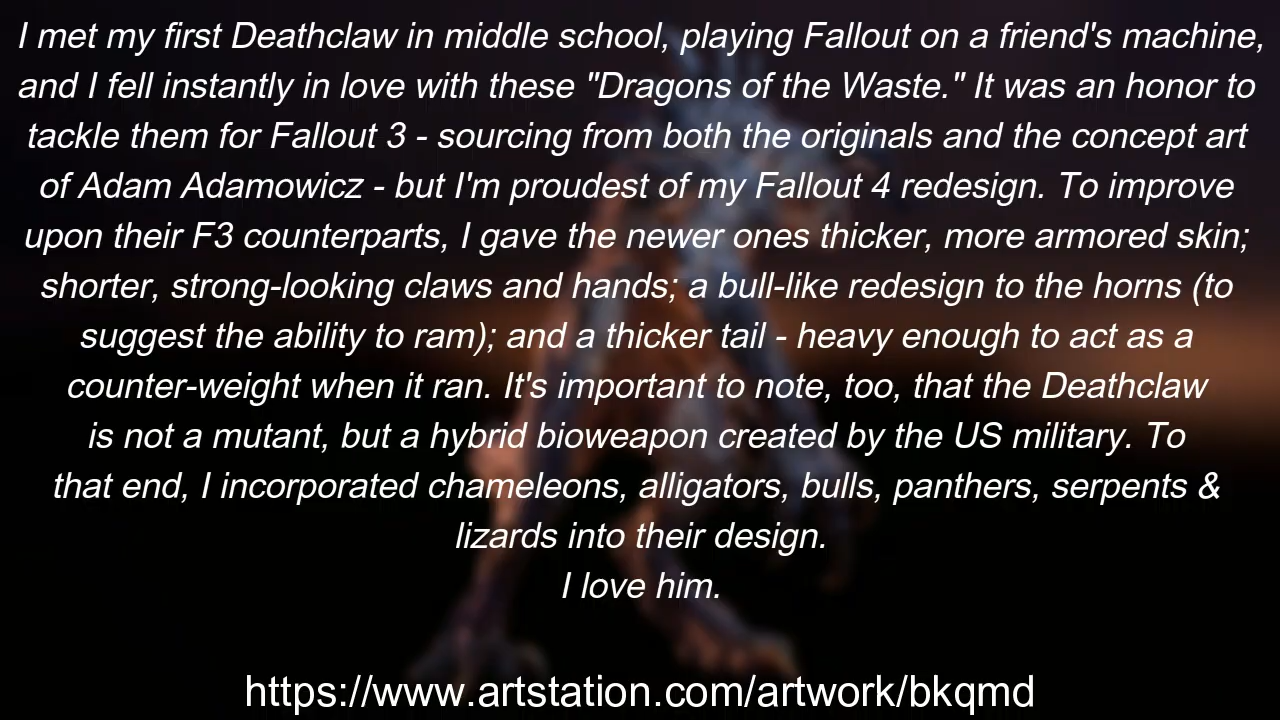 I met my first Deathclaw in middle school, playing Fallout on a friend's machine,
and I fell instantly in love with these "Dragons of the Waste." It was an honor to
tackle them for Fallout 3 - sourcing from both the originals and the concept art
of Adam Adamowicz - but I'm proudest of my Fallout 4 redesign. To improve
upon their F3 counterparts, I gave the newer ones thicker, more armored skin;
shorter, strong-looking claws and hands; a bull-like redesign to the horns (to
suggest the ability to ram); and a thicker tail - heavy enough to act as a
counter-weight when it ran. It's important to note, too, that the Deathclaw
is not a mutant, but a hybrid bioweapon created by the US military. To
that end, I incorporated chameleons, alligators, bulls, panthers, serpents &
lizards into their design.
I love him.
https://www.artstation.com/artwork/bkqmd